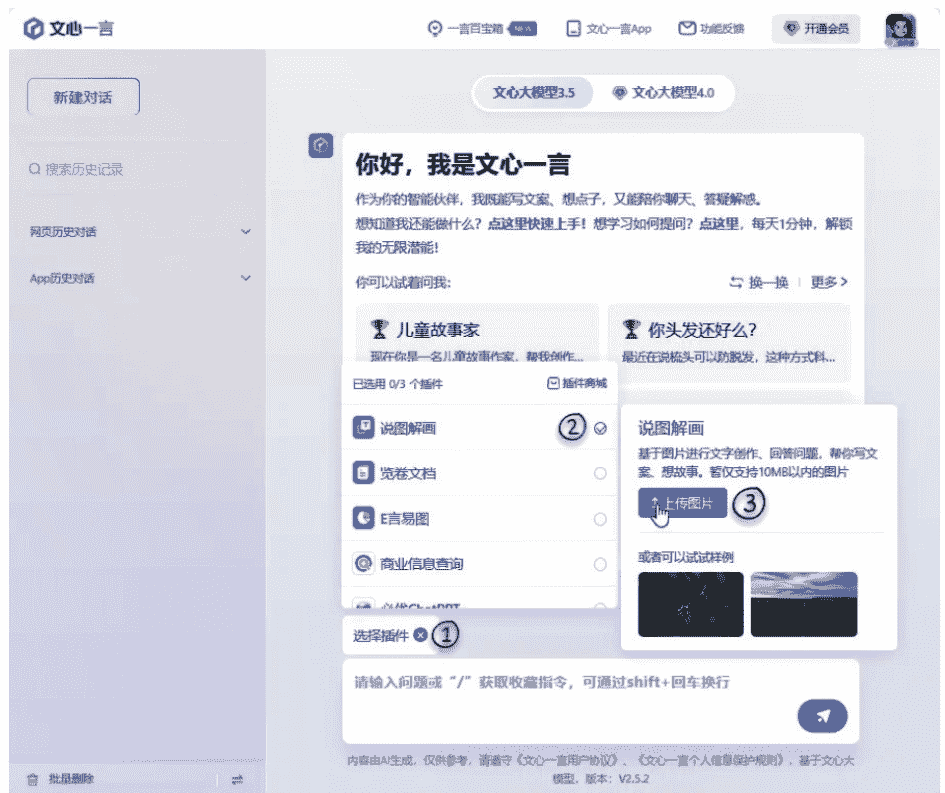 文心一言
一言百宝箱 NEW 文心一言App 功能反馈 开通会员
新建对话
文心大模型3.5 文心大模型4.0
搜索历史记录
网页历史对话
App历史对话
你好，我是文心一言
作为你的智能伙伴，我既能写文案、想点子，又能陪你聊天、答疑解惑。
想知道我还能做什么？点这里快速上手！想学习如何提问？点这里，每天1分钟，解锁
我的无限潜能！
你可以试着问我：
换一换 更多
儿童故事家
现在你是一名儿童故事作家，帮我创作...
你头发还好么？
最近在说梳头可以防脱发，这种方式科...
已选用 0/3 个插件 插件商城
说图解画 ②
览卷文档
E言易图
商业信息查询
说图解画
基于图片进行文字创作、回答问题，帮你写文
案、想故事。暂仅支持10MB以内的图片
上传图片 ③
或者可以试试样例
选择插件 ①
请输入问题或“/”获取收藏指令，可通过shift+回车换行
内容由AI生成，仅供参考，请遵守《文心一言用户协议》、《文心一言个人信息保护规则》，基于文心大
模型，版本：V2.5.2
批量删除